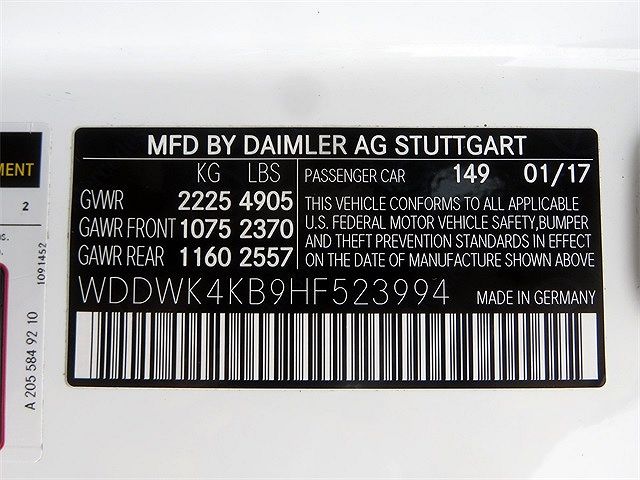 MFD BY DAIMLER AG STUTTGART
KG LBS
GVWR 2225 4905
GAWR FRONT 1075 2370
GAWR REAR 1160 2557
PASSENGER CAR 149 01/17
THIS VEHICLE CONFORMS TO ALL APPLICABLE
U.S. FEDERAL MOTOR VEHICLE SAFETY,BUMPER
AND THEFT PREVENTION STANDARDS IN EFFECT
ON THE DATE OF MANUFACTURE SHOWN ABOVE
WDDWK4KB9HF523994 MADE IN GERMANY
MENT
2
1091452
A 205 584 92 10